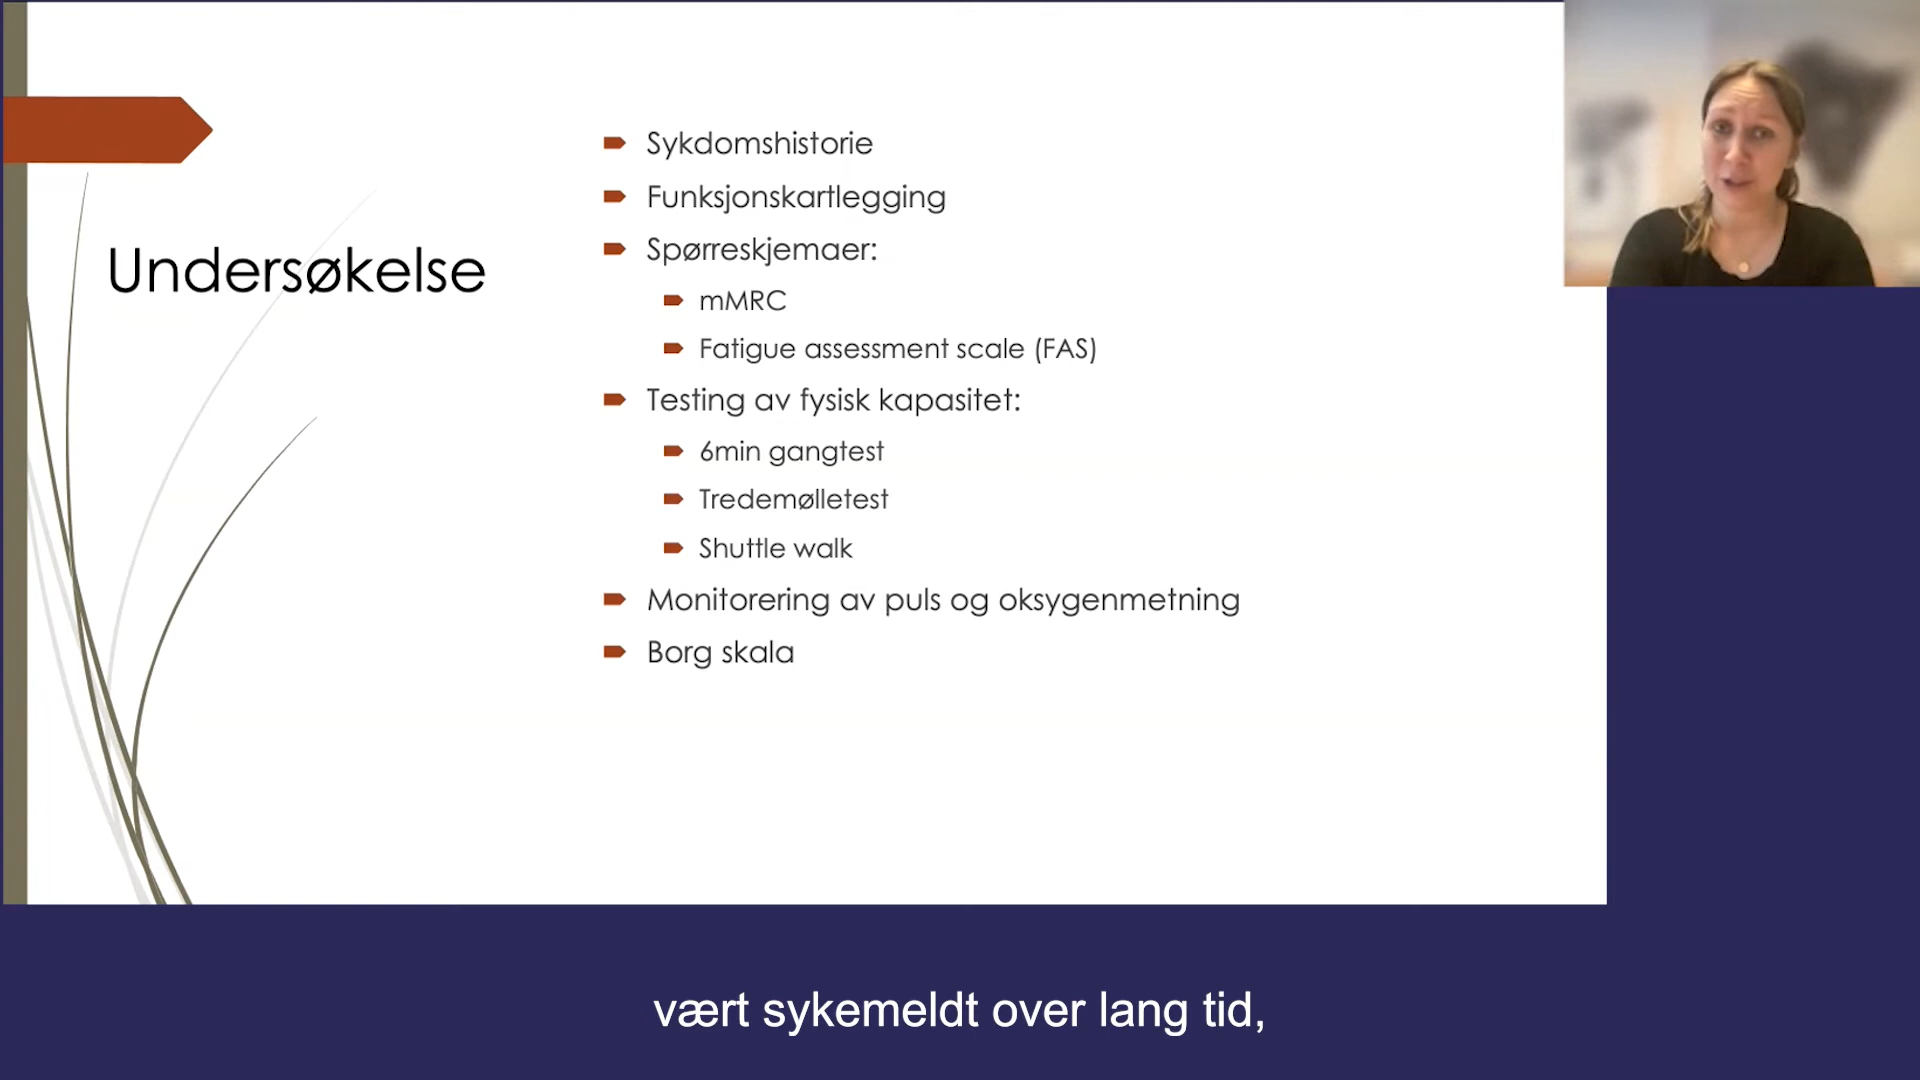 Undersøkelse
Sykdomshistorie
Funksjonskartlegging
Spørreskjemaer:
mMRC
Fatigue assessment scale (FAS)
Testing av fysisk kapasitet:
6min gangtest
Tredemølletest
Shuttle walk
Monitorering av puls og oksygenmetning
Borg skala
vært sykemeldt over lang tid,